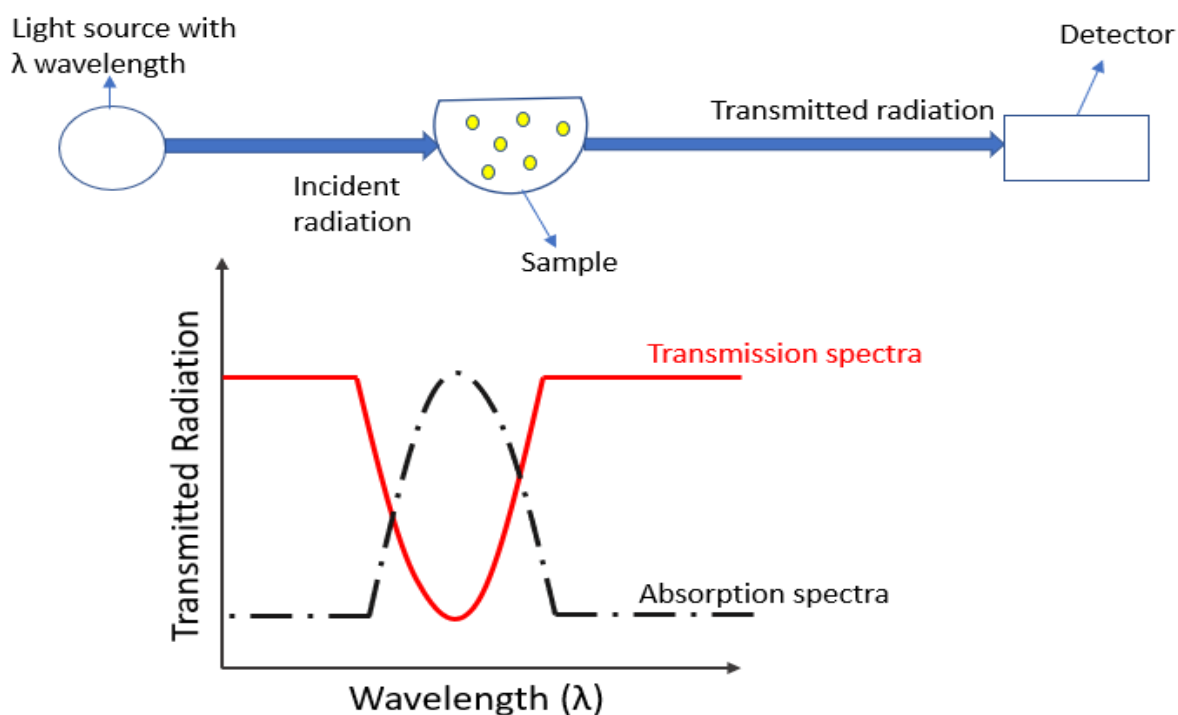 Light source with
λ wavelength
Detector
Transmitted radiation
Incident
radiation
Sample
Transmitted Radiation
Transmission spectra
Absorption spectra
Wavelength (λ)